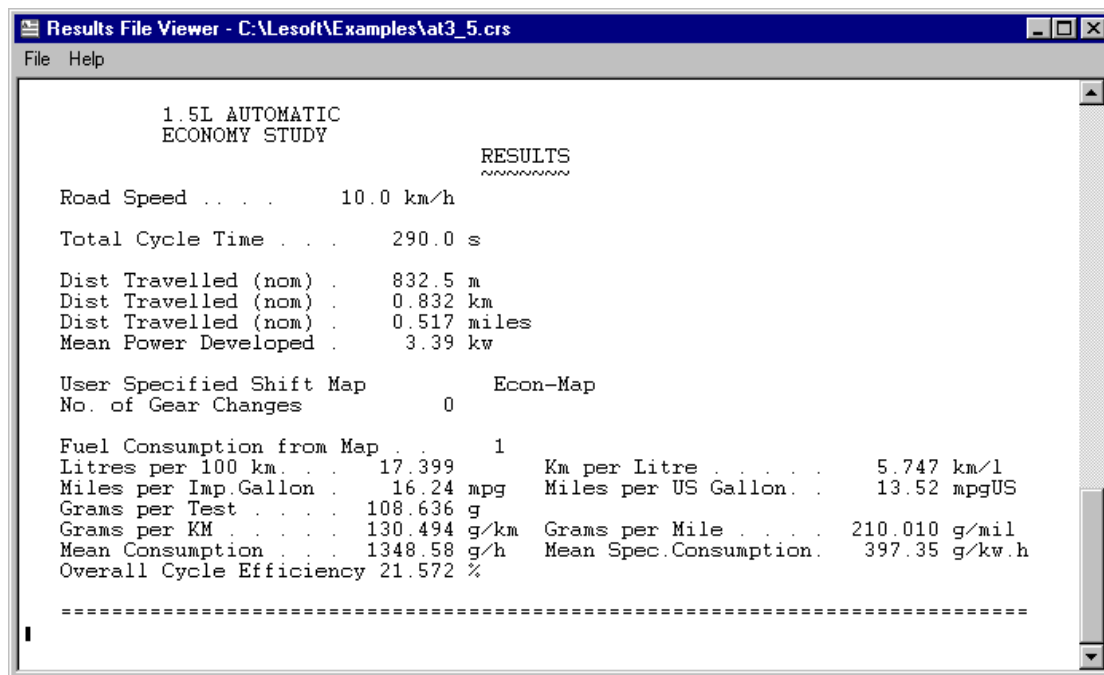 Results File Viewer - C:\Lesoft\Examples\at3_5.crs
File Help
1.5L AUTOMATIC
ECONOMY STUDY
RESULTS
~~~~~~~
Road Speed .. . . 10.0 km/h
Total Cycle Time . . . 290.0 s
Dist Travelled (nom) . 832.5 m
Dist Travelled (nom) . 0.832 km
Dist Travelled (nom) . 0.517 miles
Mean Power Developed . 3.39 kw
User Specified Shift Map Econ-Map
No. of Gear Changes 0
Fuel Consumption from Map . . 1
Litres per 100 km. . . 17.399 Km per Litre . . . . . 5.747 km/l
Miles per Imp.Gallon . 16.24 mpg Miles per US Gallon. . 13.52 mpgUS
Grams per Test . . . . 108.636 g
Grams per KM . . . . . 130.494 g/km Grams per Mile . . . . 210.010 g/mil
Mean Consumption . . . 1348.58 g/h Mean Spec.Consumption. 397.35 g/kw.h
Overall Cycle Efficiency 21.572 %
============================================================================